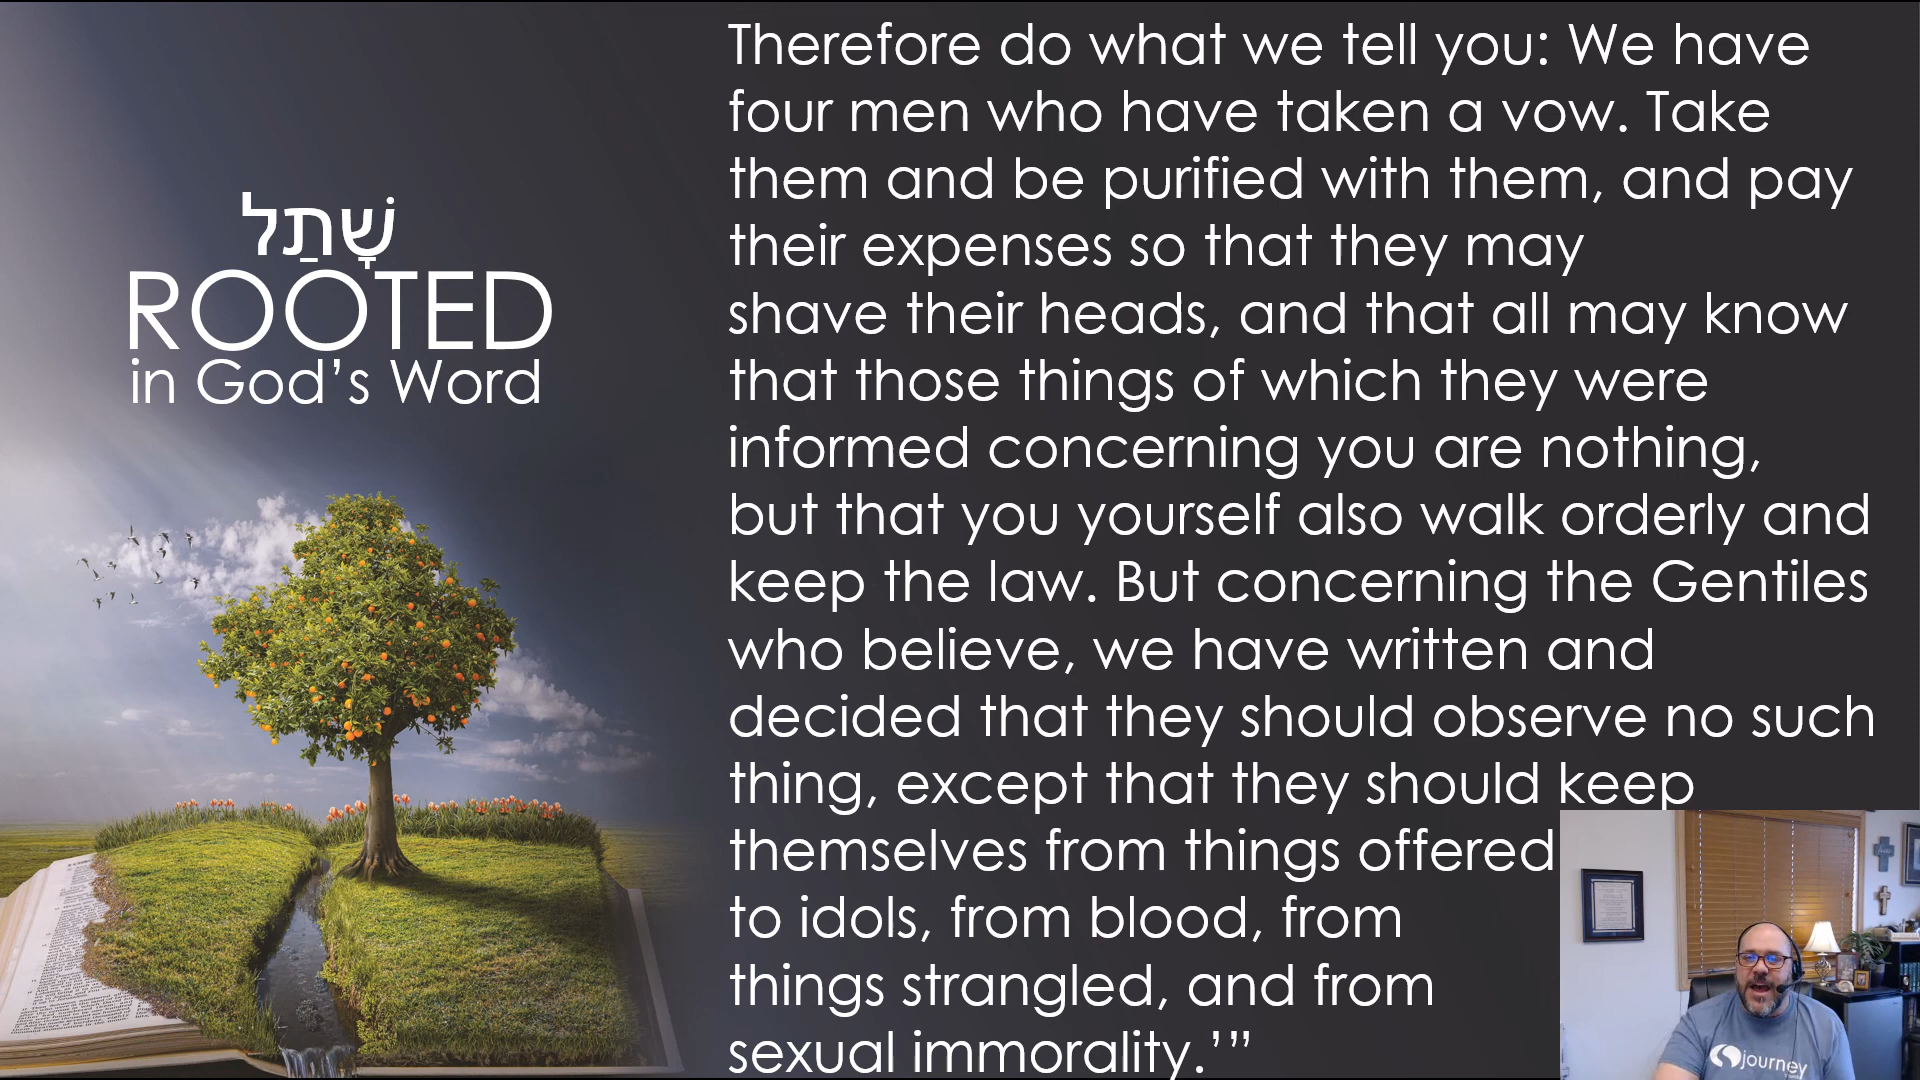 שָׁתַל
ROOTED
in God’s Word
Therefore do what we tell you: We have
four men who have taken a vow. Take
them and be purified with them, and pay
their expenses so that they may
shave their heads, and that all may know
that those things of which they were
informed concerning you are nothing,
but that you yourself also walk orderly and
keep the law. But concerning the Gentiles
who believe, we have written and
decided that they should observe no such
thing, except that they should keep
themselves from things offered
to idols, from blood, from
things strangled, and from
sexual immorality.’”
journey